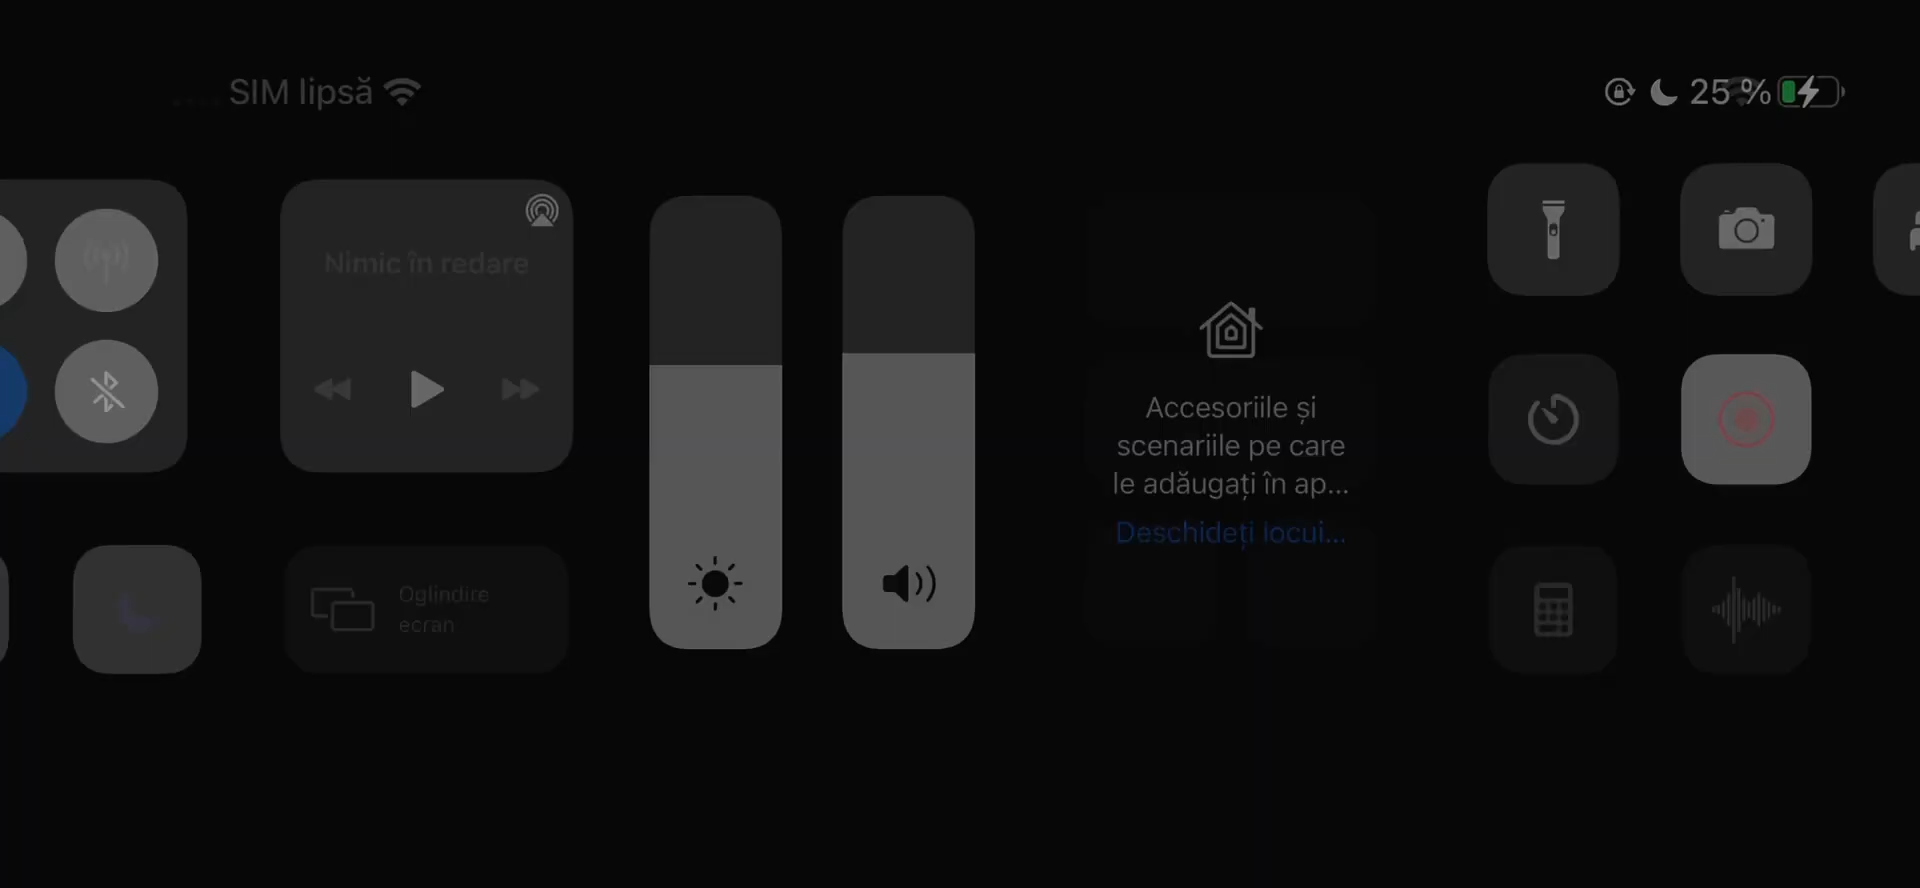 SIM lipsă
25 %
Nimic în redare
Oglindire
ecran
Accesoriile și
scenariile pe care
le adăugați în ap...
Deschideți locui...